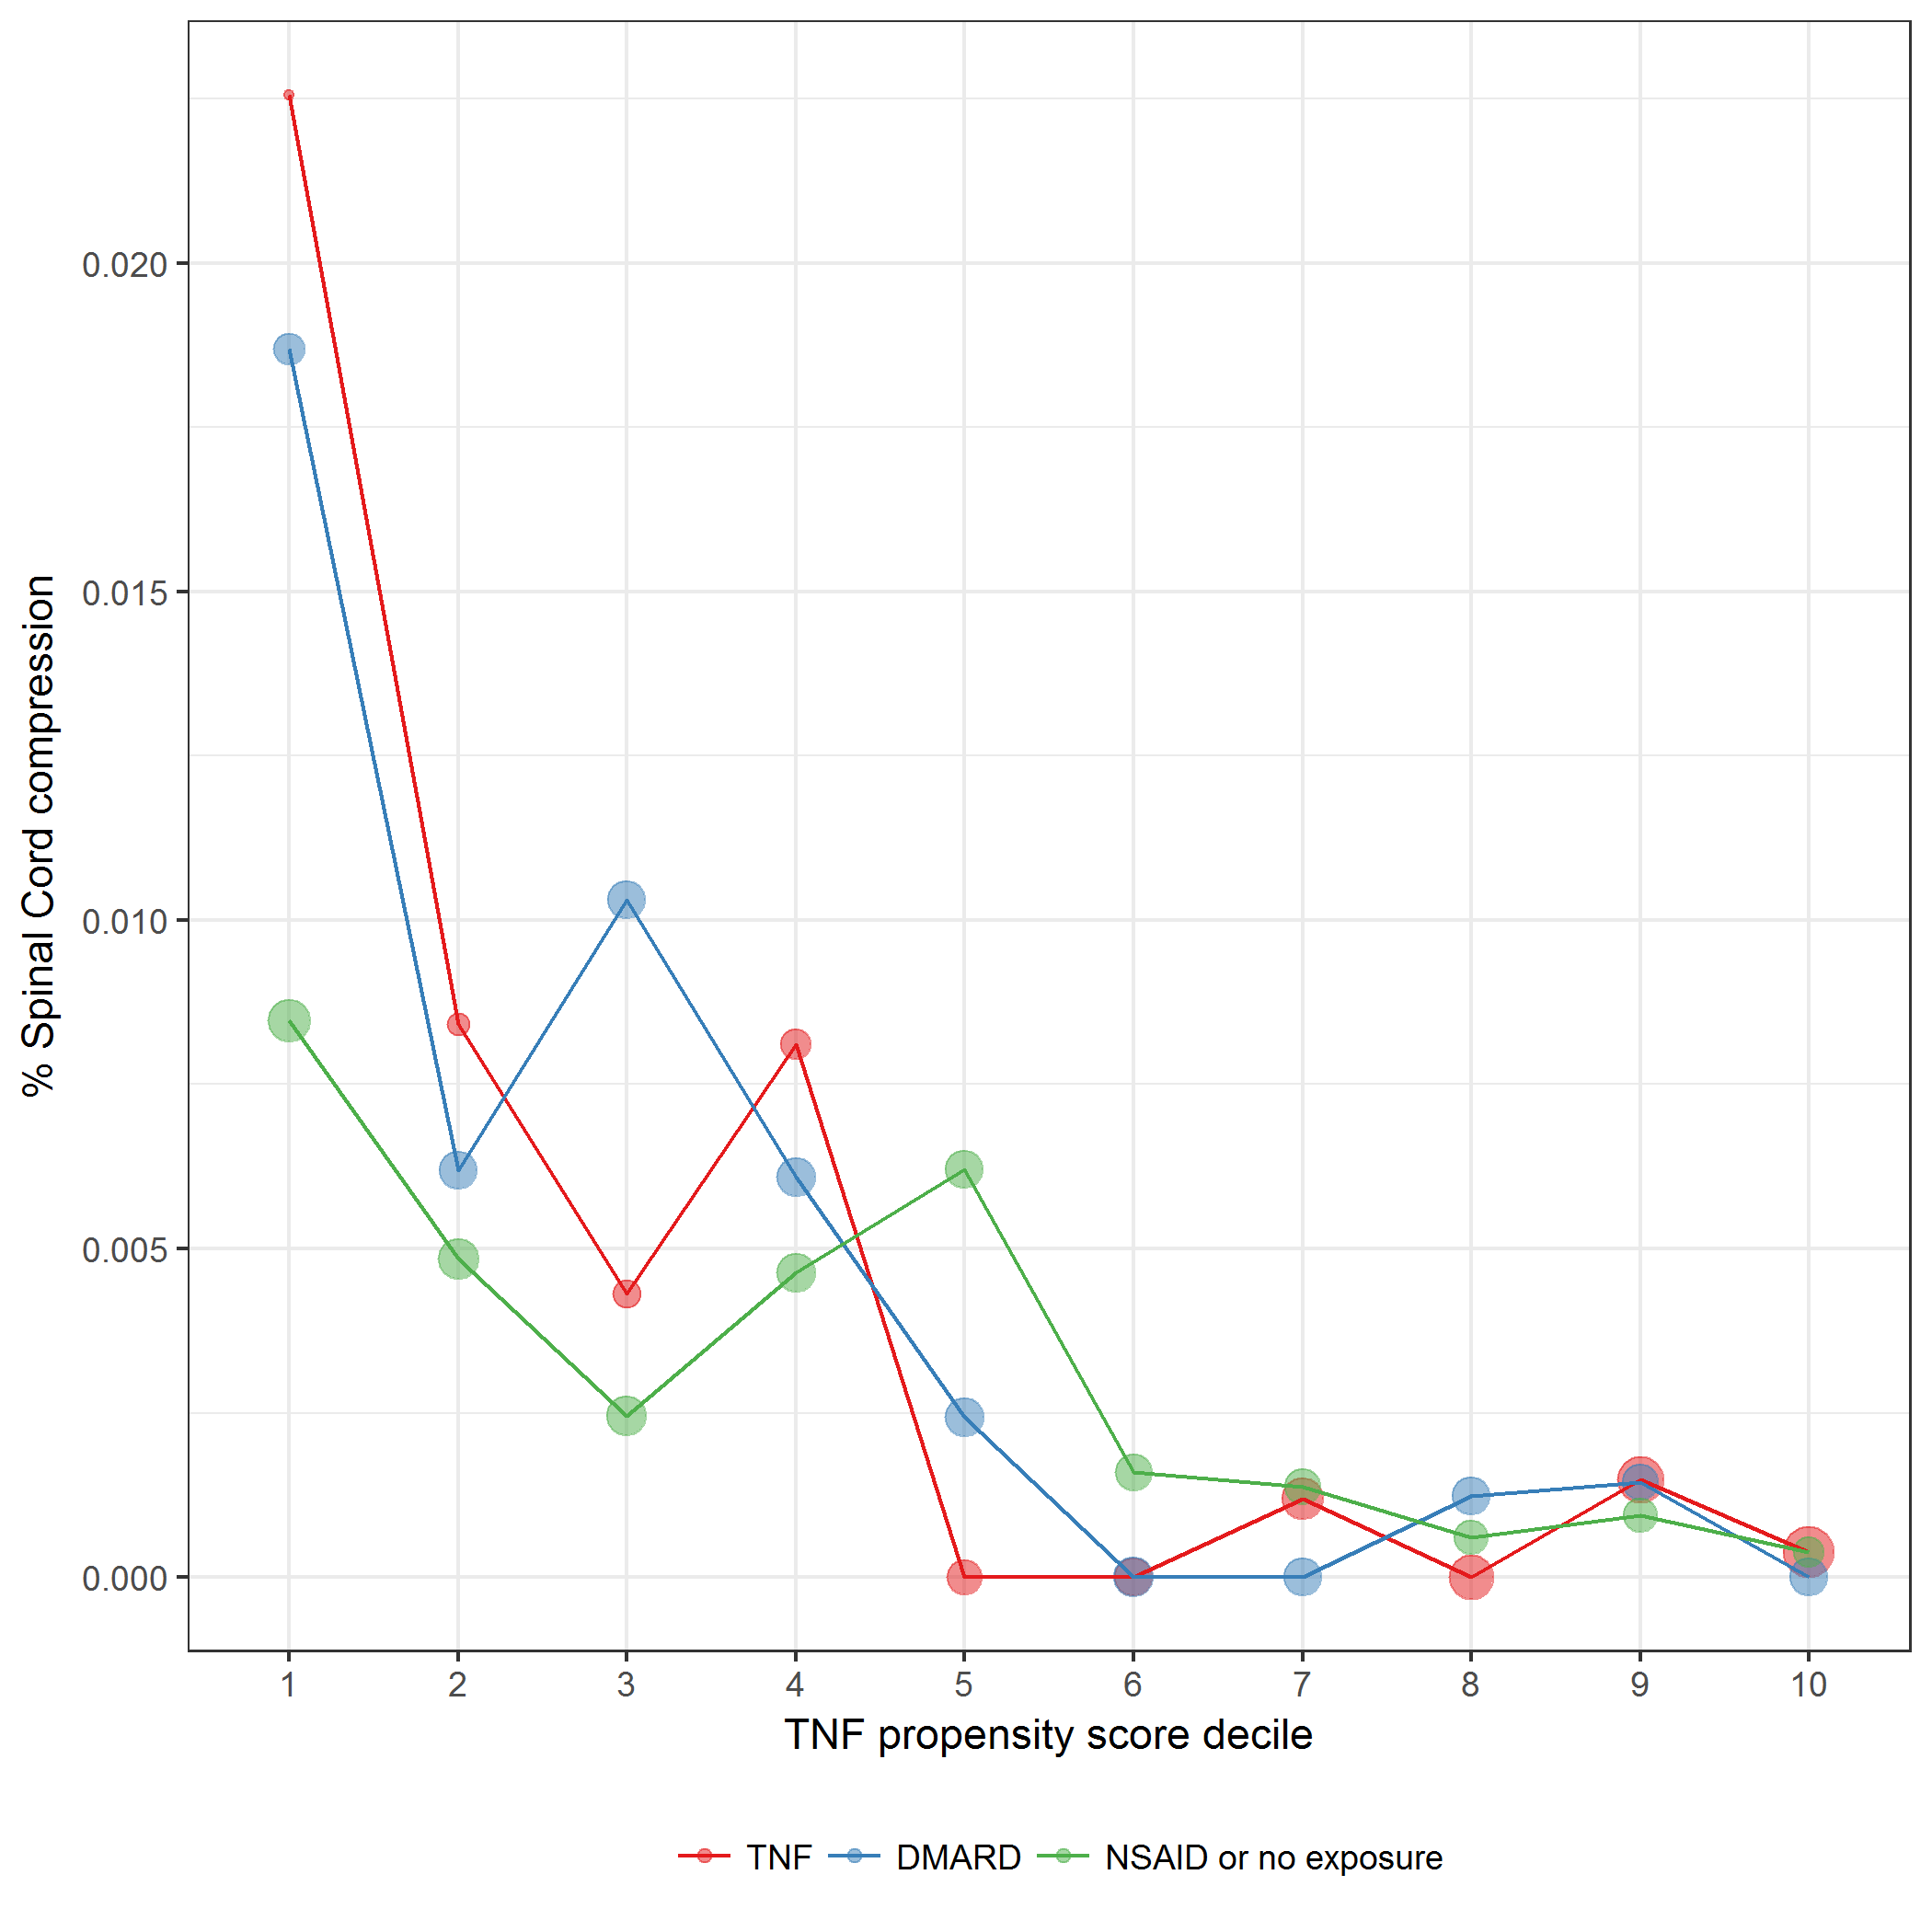 % Spinal Cord compression
0.020
0.015
0.010
0.005
0.000
1 2 3 4 5 6 7 8 9 10
TNF propensity score decile
TNF DMARD NSAID or no exposure